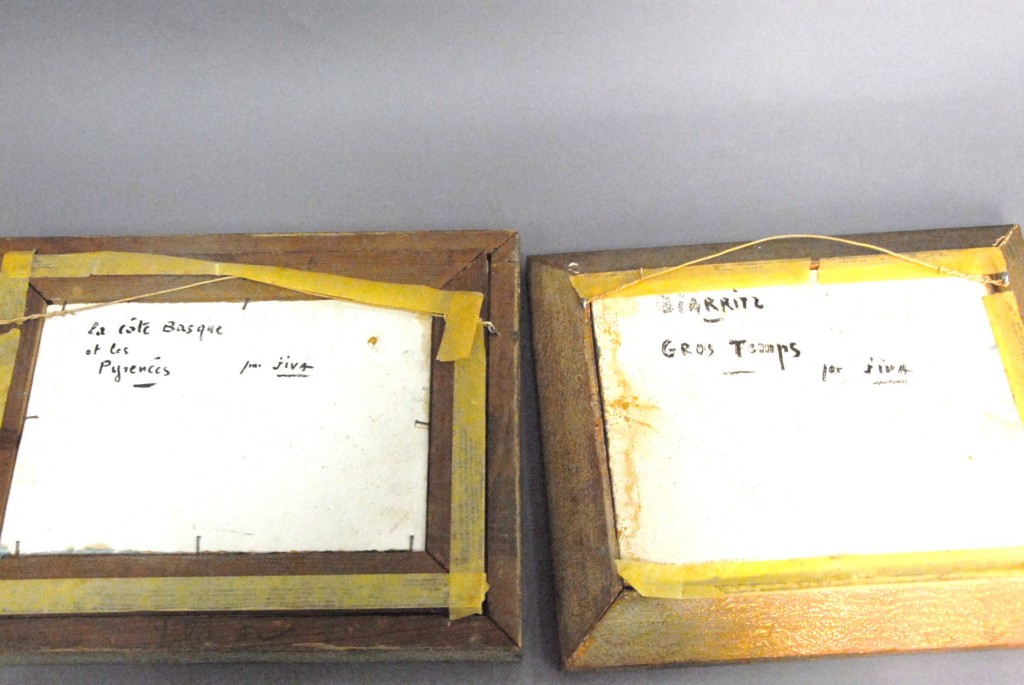 La côte Basque
et les
Pyrenées par JiVA
BIARRITZ
GROS Temps
par JiVA